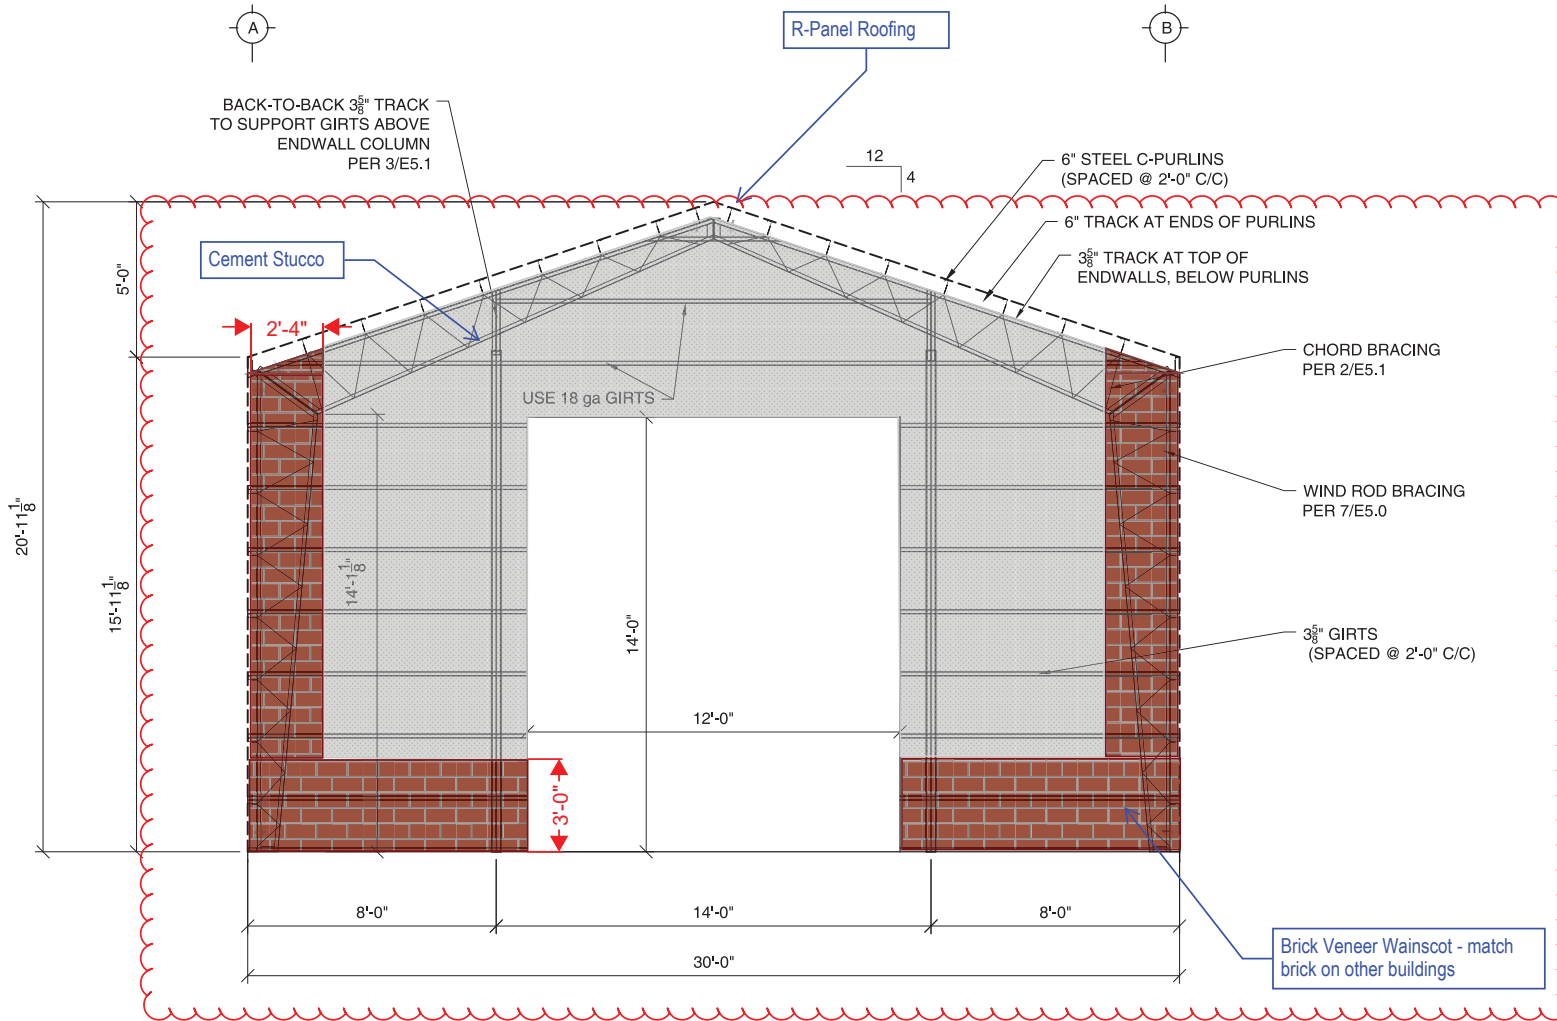 A
B
R-Panel Roofing
BACK-TO-BACK 3⅝" TRACK
TO SUPPORT GIRTS ABOVE
ENDWALL COLUMN
PER 3/E5.1
12
4
6" STEEL C-PURLINS
(SPACED @ 2'-0" C/C)
6" TRACK AT ENDS OF PURLINS
3⅝" TRACK AT TOP OF
ENDWALLS, BELOW PURLINS
Cement Stucco
5'-0"
2'-4"
CHORD BRACING
PER 2/E5.1
USE 18 ga GIRTS
WIND ROD BRACING
PER 7/E5.0
20'-11⅛"
15'-11⅛"
14'-1⅛"
14'-0"
3⅝" GIRTS
(SPACED @ 2'-0" C/C)
12'-0"
3'-0"
8'-0"
14'-0"
8'-0"
30'-0"
Brick Veneer Wainscot - match
brick on other buildings